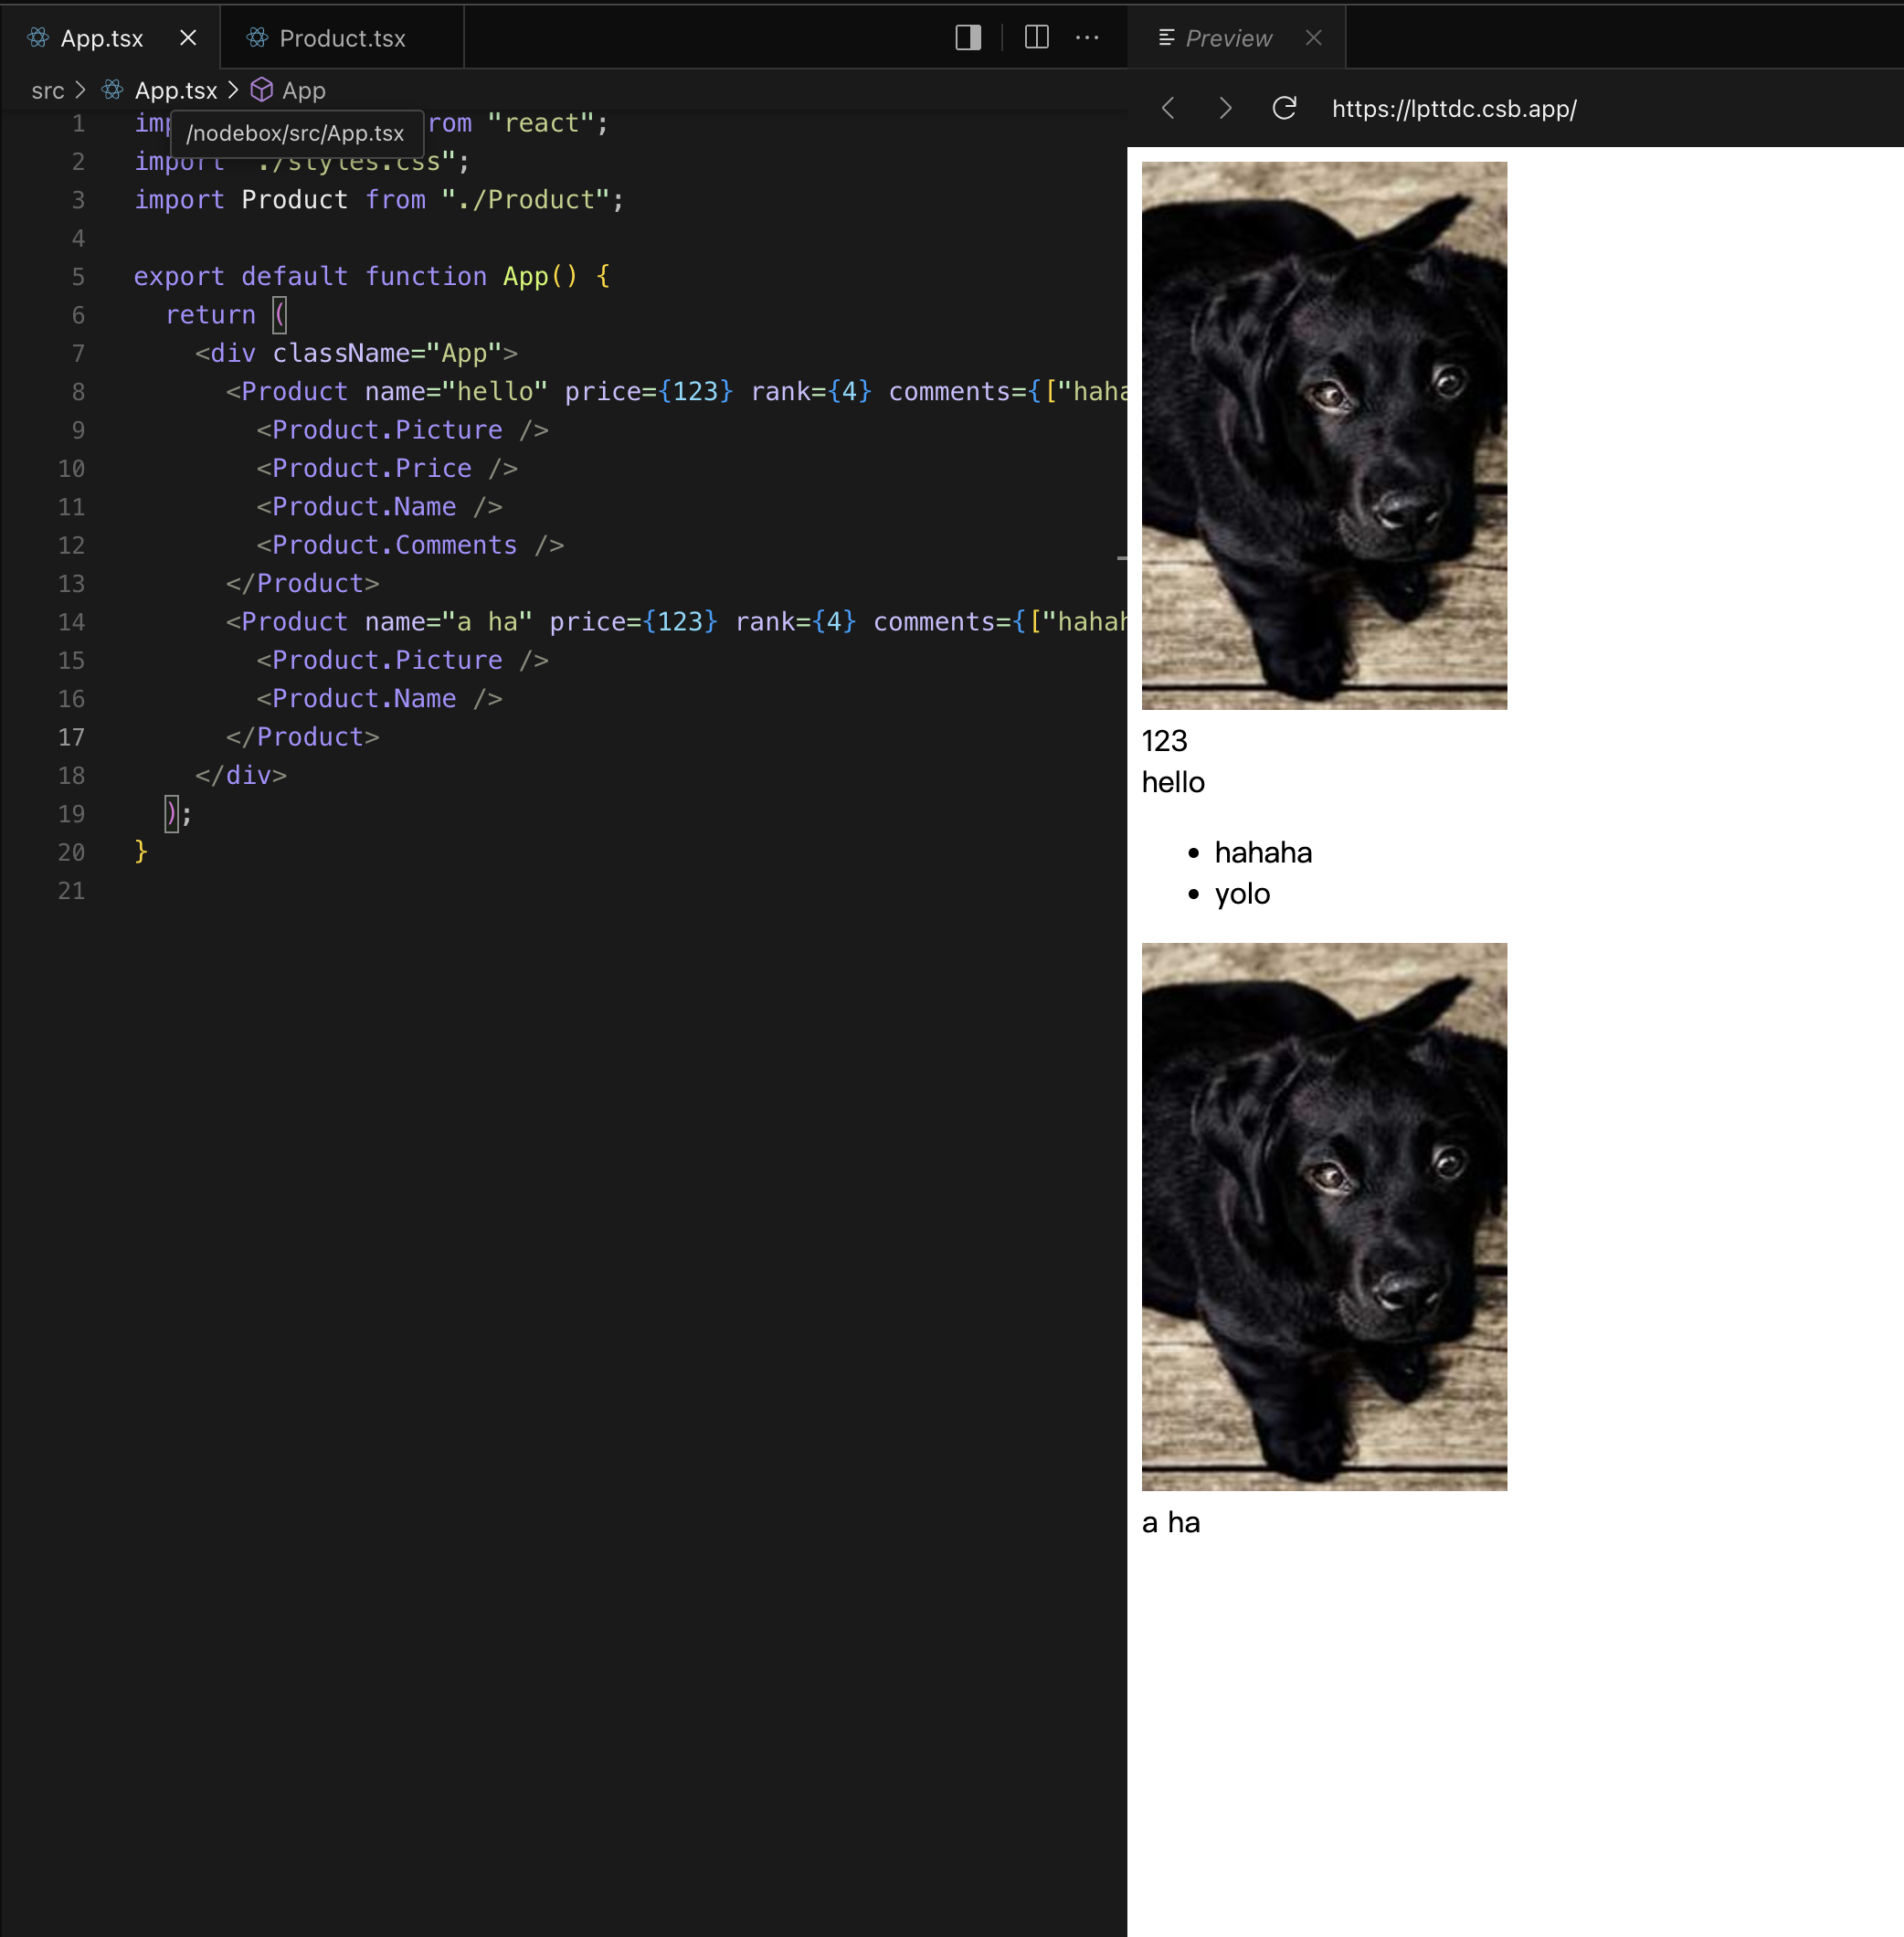 App.tsx
Product.tsx
Preview
src > App.tsx > App
https://lpttdc.csb.app/
/nodebox/src/App.tsx
1 rom "react";
2 import "./styles.css";
3 import Product from "./Product";
4
5 export default function App() {
6 return (
7 <div className="App">
8 <Product name="hello" price={123} rank={4} comments={["haha
9 <Product.Picture />
10 <Product.Price />
11 <Product.Name />
12 <Product.Comments />
13 </Product>
14 <Product name="a ha" price={123} rank={4} comments={["hahah
15 <Product.Picture />
16 <Product.Name />
17 </Product>
18 </div>
19 );
20 }
21
123
hello
• hahaha
• yolo
a ha